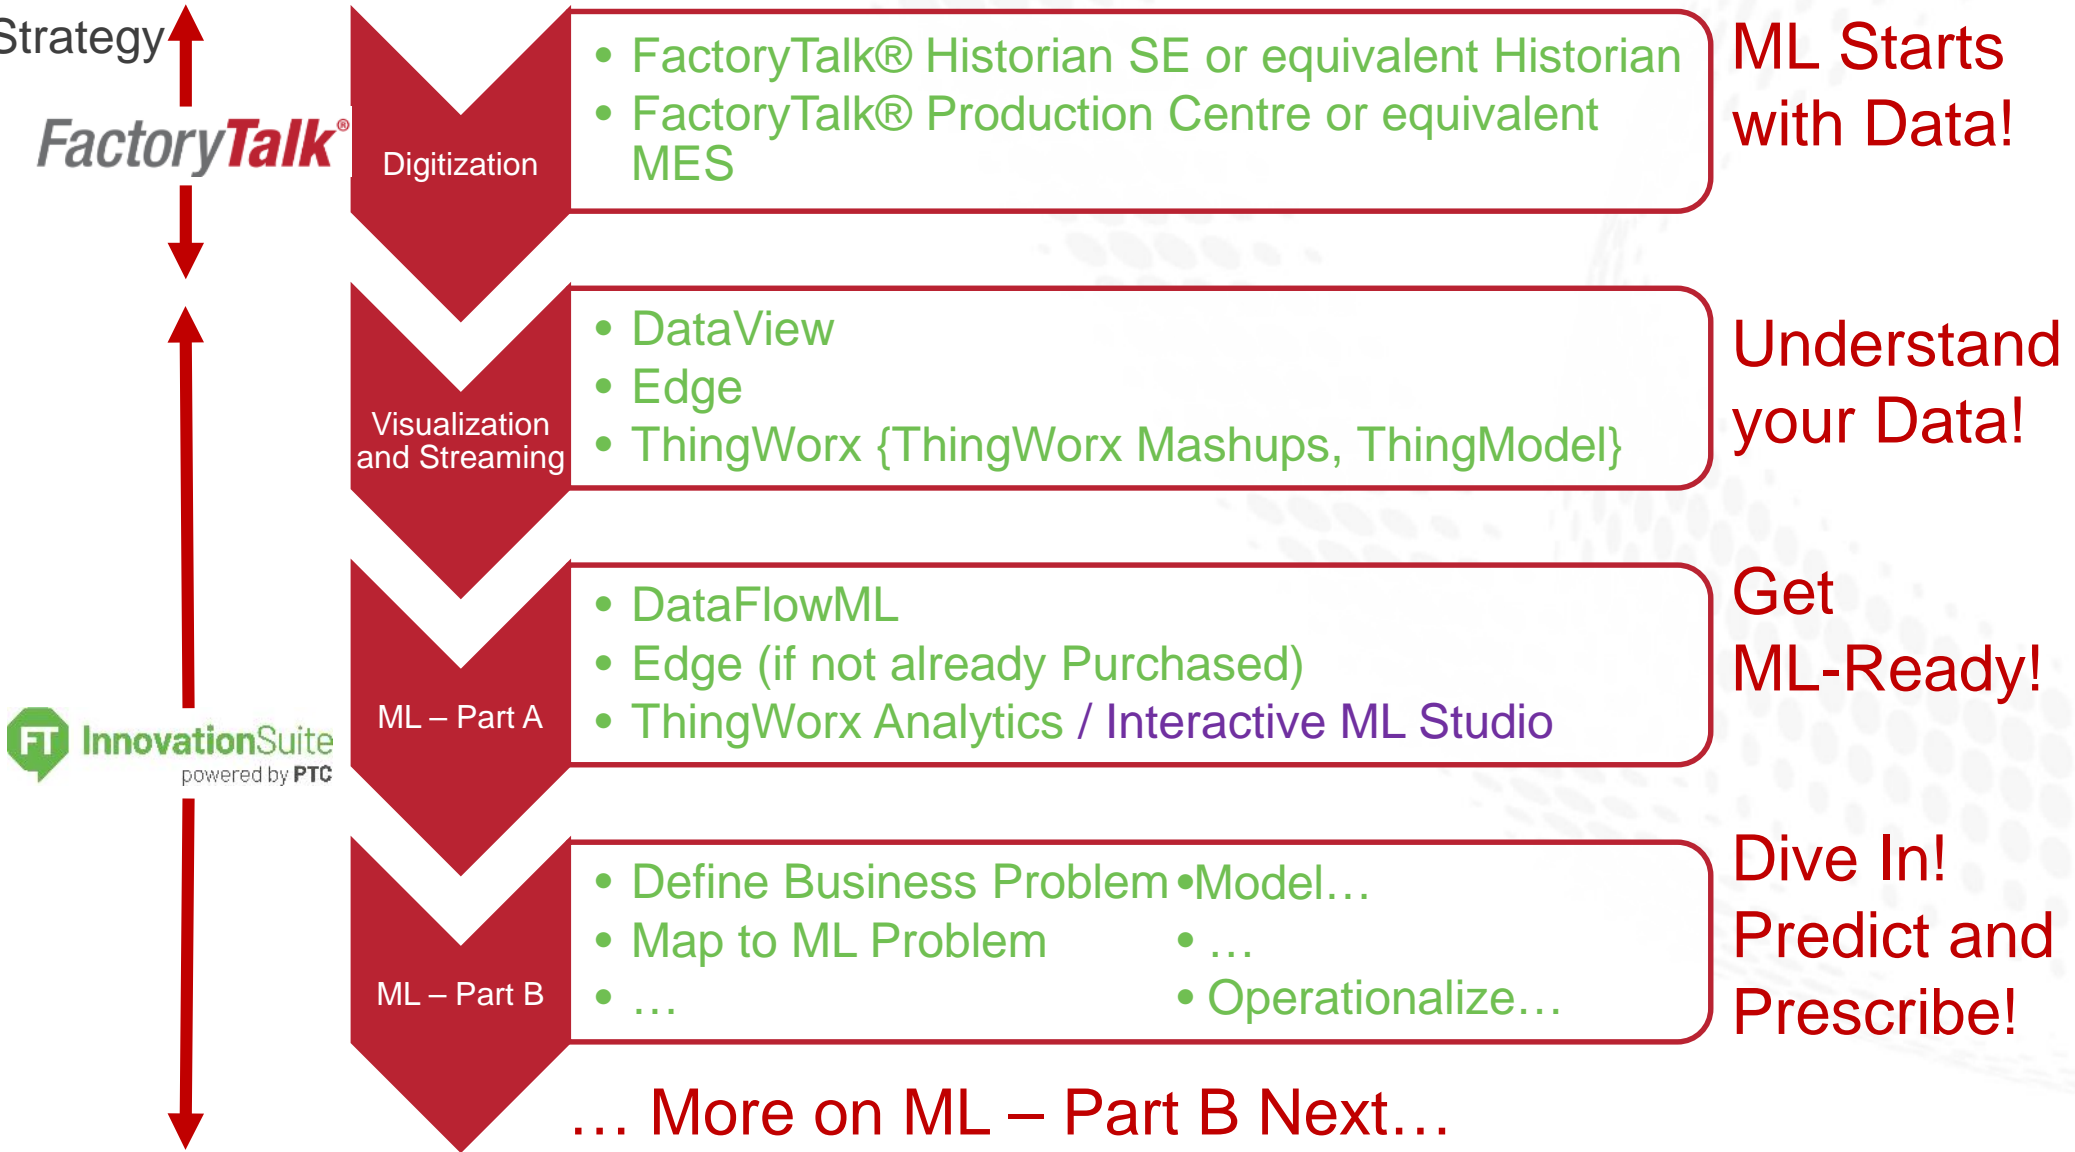 Strategy
FactoryTalk®
Digitization
• FactoryTalk® Historian SE or equivalent Historian
• FactoryTalk® Production Centre or equivalent
MES
ML Starts
with Data!
Visualization
and Streaming
• DataView
• Edge
• ThingWorx {ThingWorx Mashups, ThingModel}
Understand
your Data!
FT InnovationSuite
powered by PTC
ML – Part A
• DataFlowML
• Edge (if not already Purchased)
• ThingWorx Analytics / Interactive ML Studio
Get
ML-Ready!
ML – Part B
• Define Business Problem
• Map to ML Problem
• …
•Model…
• …
• Operationalize…
Dive In!
Predict and
Prescribe!
… More on ML – Part B Next…